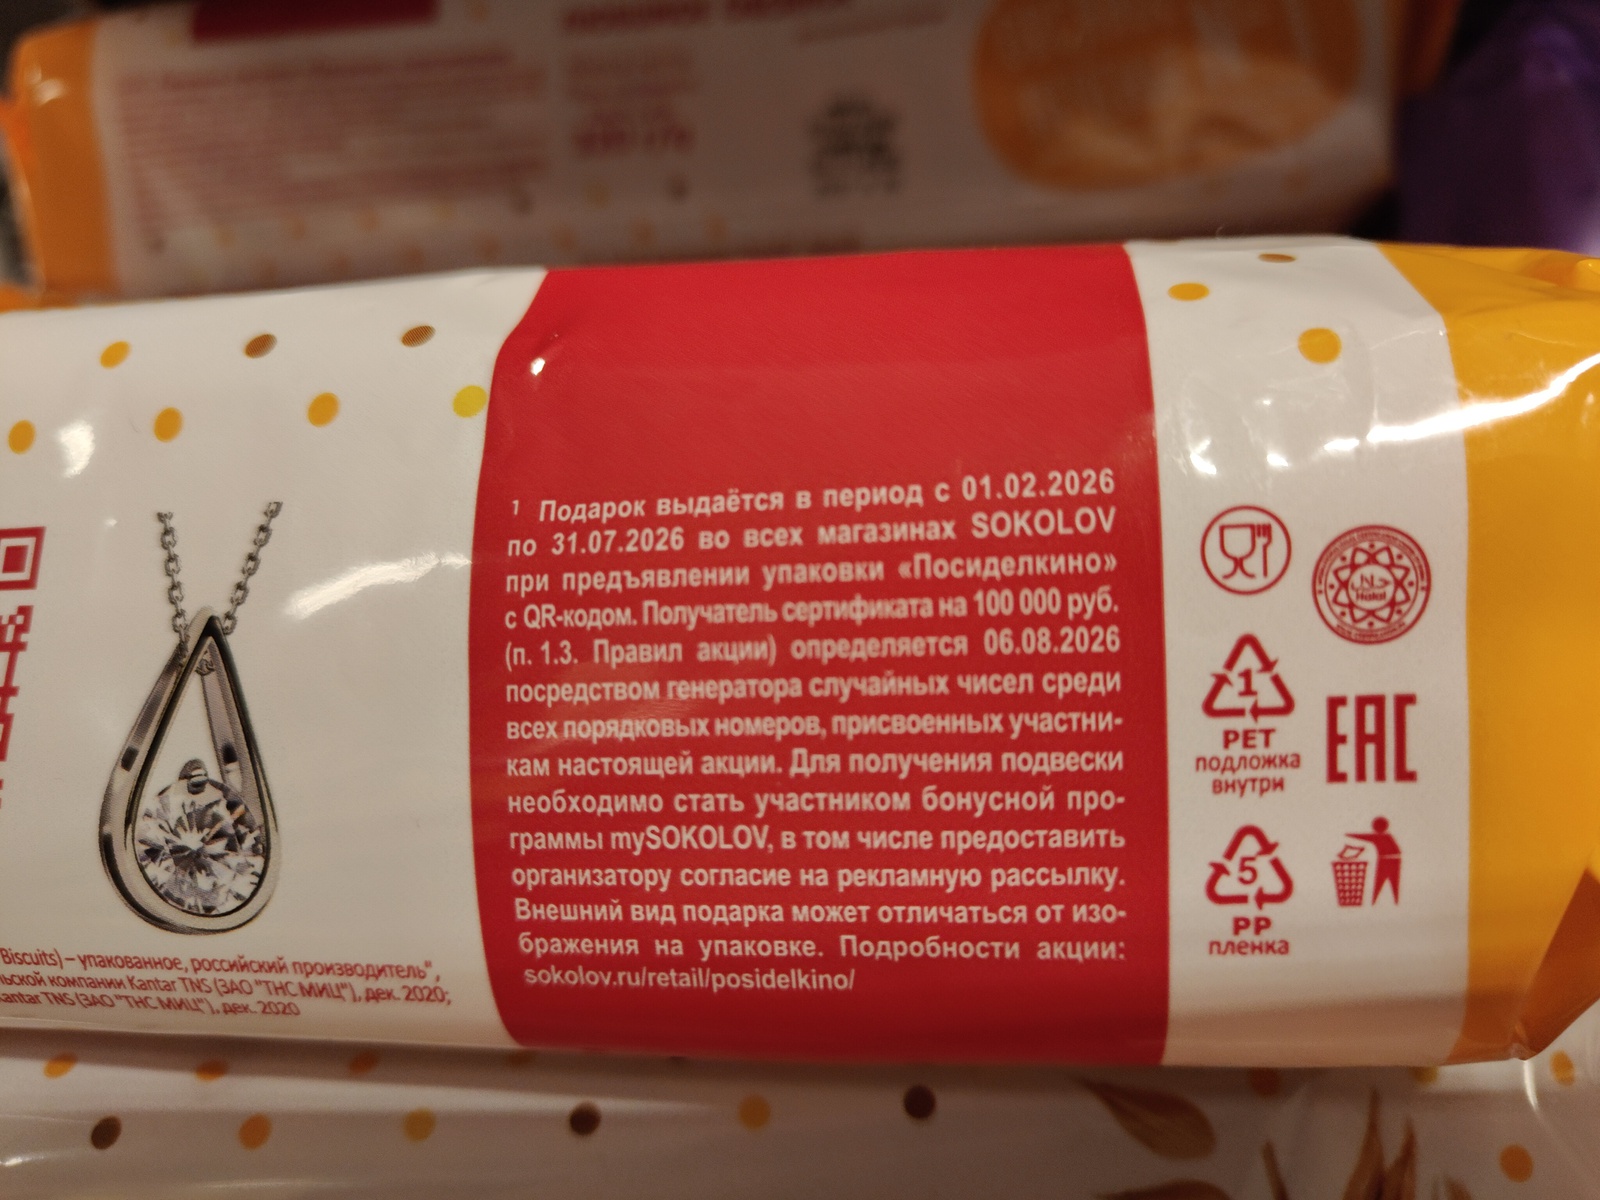 ¹ Подарок выдаётся в период с 01.02.2026
по 31.07.2026 во всех магазинах SOKOLOV
при предъявлении упаковки «Посиделкино»
с QR-кодом. Получатель сертификата на 100 000 руб.
(п. 1.3. Правил акции) определяется 06.08.2026
посредством генератора случайных чисел среди
всех порядковых номеров, присвоенных участни-
кам настоящей акции. Для получения подвески
необходимо стать участником бонусной про-
граммы mySOKOLOV, в том числе предоставить
организатору согласие на рекламную рассылку.
Внешний вид подарка может отличаться от изо-
бражения на упаковке. Подробности акции:
sokolov.ru/retail/posidelkino/
Biscuits) – упакованное, российский производитель",
компании Kantar TNS (ЗАО "ТНС МИЦ"), дек. 2020;
Kantar TNS (ЗАО "ТНС МИЦ"), дек. 2020
حلال
Halal
1
PET
подложка
внутри
EAC
5
PP
пленка